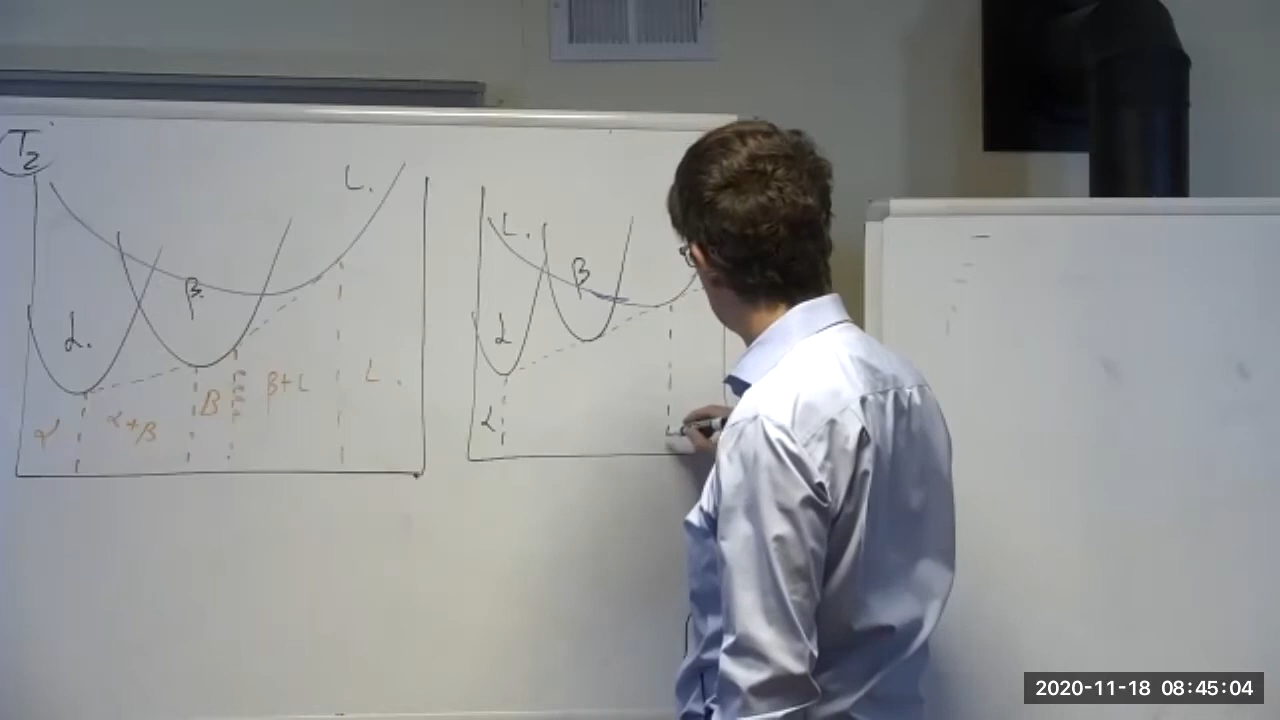 T2
L.
α.
β.
α
α+β
β
β+L
L.
L.
α
β
α
2020-11-18 08:45:04